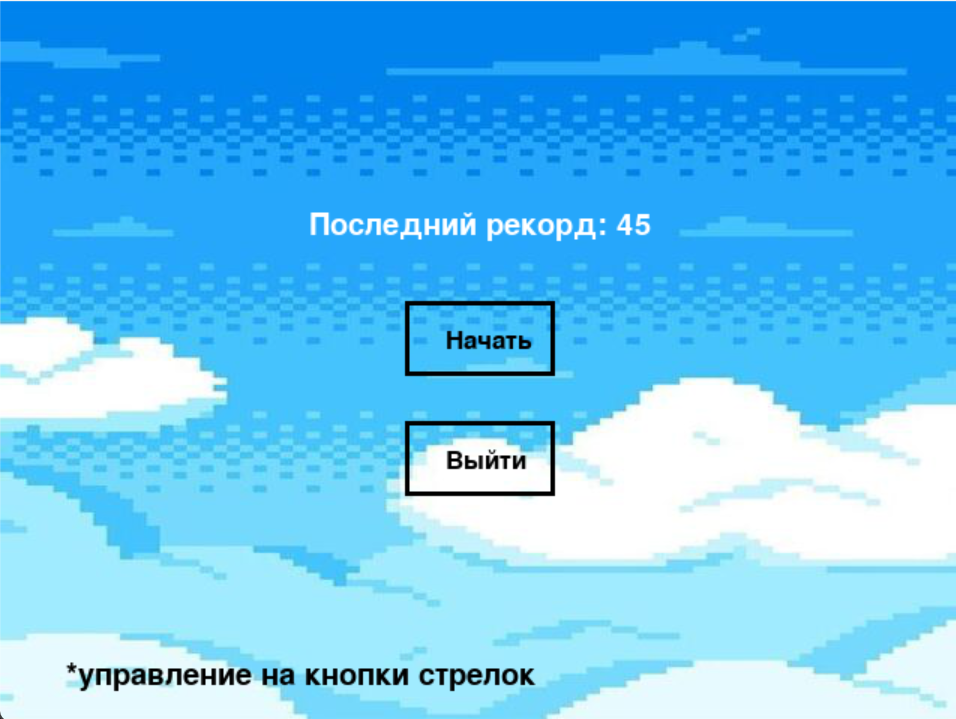 Последний рекорд: 45
Начать
Выйти
*управление на кнопки стрелок